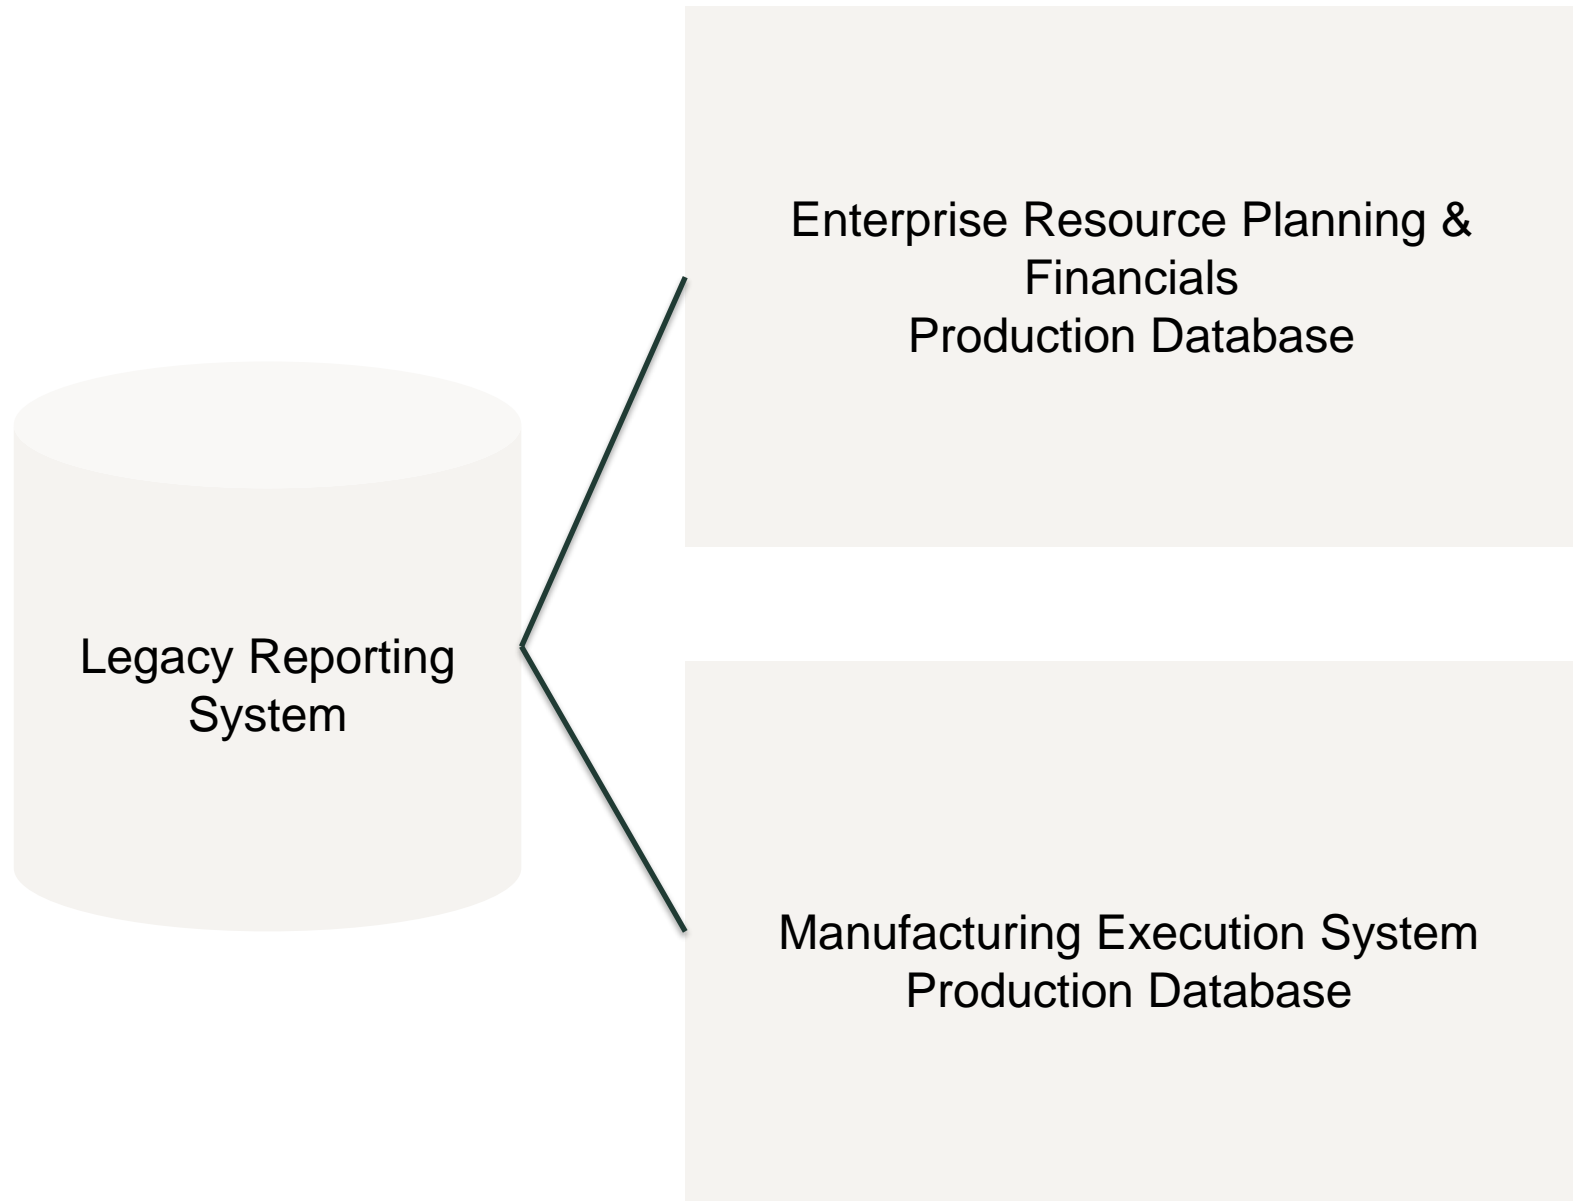 Enterprise Resource Planning &
Financials
Production Database
Legacy Reporting
System
Manufacturing Execution System
Production Database